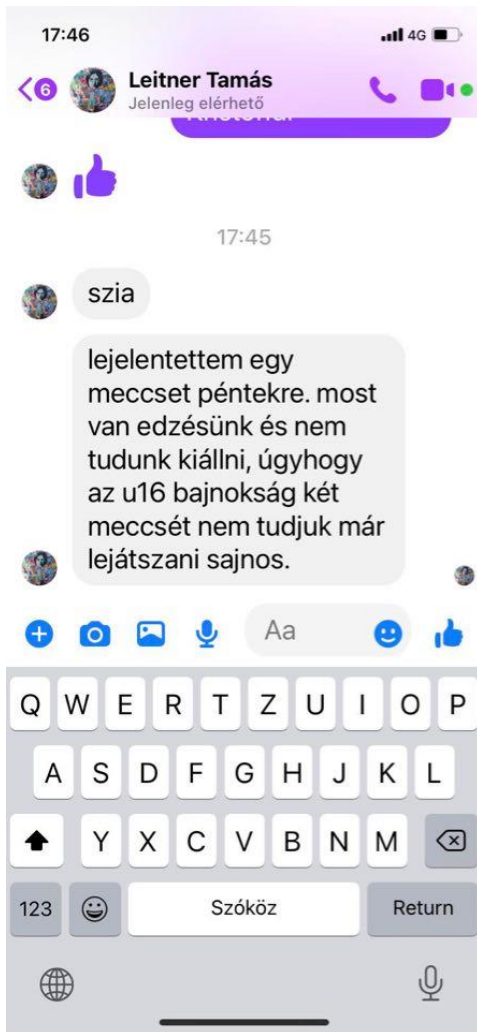 17:46
4G
6
Leitner Tamás
Jelenleg elérhető
17:45
szia
lejelentettem egy
meccset péntekre. most
van edzésünk és nem
tudunk kiállni, úgyhogy
az u16 bajnokság két
meccsét nem tudjuk már
lejátszani sajnos.
Aa
Q W E R T Z U I O P
A S D F G H J K L
Y X C V B N M
123 Szóköz Return